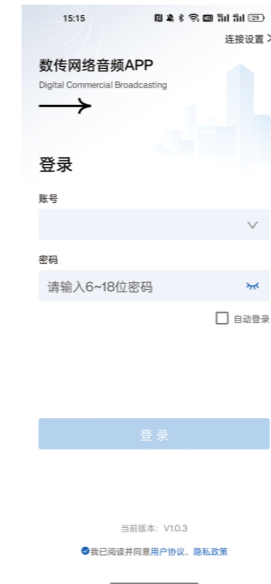 15:15
29
连接设置
数传网络音频APP
Digital Commercial Broadcasting
登录
账号
密码
请输入6~18位密码
自动登录
登 录
当前版本：V1.0.3
我已阅读并同意用户协议、隐私政策